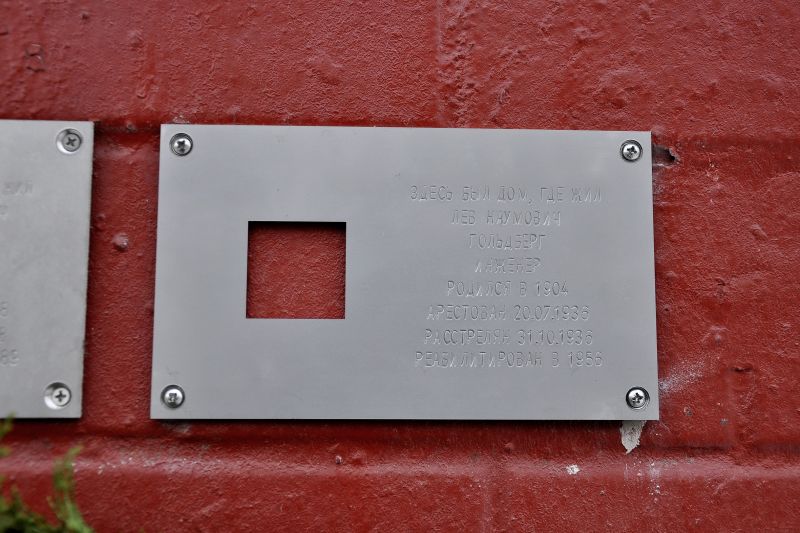 ЗДЕСЬ БЫЛ ДОМ, ГДЕ ЖИЛ
ЛЕВ НАУМОВИЧ
ГОЛЬДБЕРГ
ИНЖЕНЕР
РОДИЛСЯ В 1904
АРЕСТОВАН 20.07.1936
РАССТРЕЛЯН 31.10.1936
РЕАБИЛИТИРОВАН В 1956